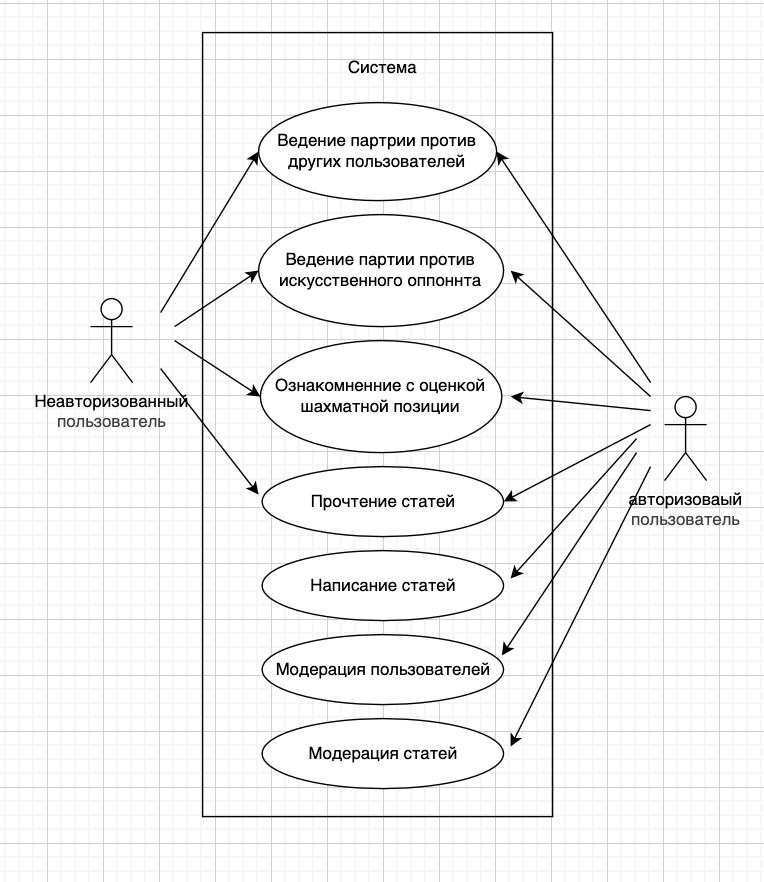 Система
Ведение партрии против
других пользователей
Ведение партии против
искусственного оппоннта
Ознакомненние с оценкой
шахматной позиции
Неавторизованный
пользователь
Прочтение статей
авторизоваый
пользователь
Написание статей
Модерация пользователей
Модерация статей